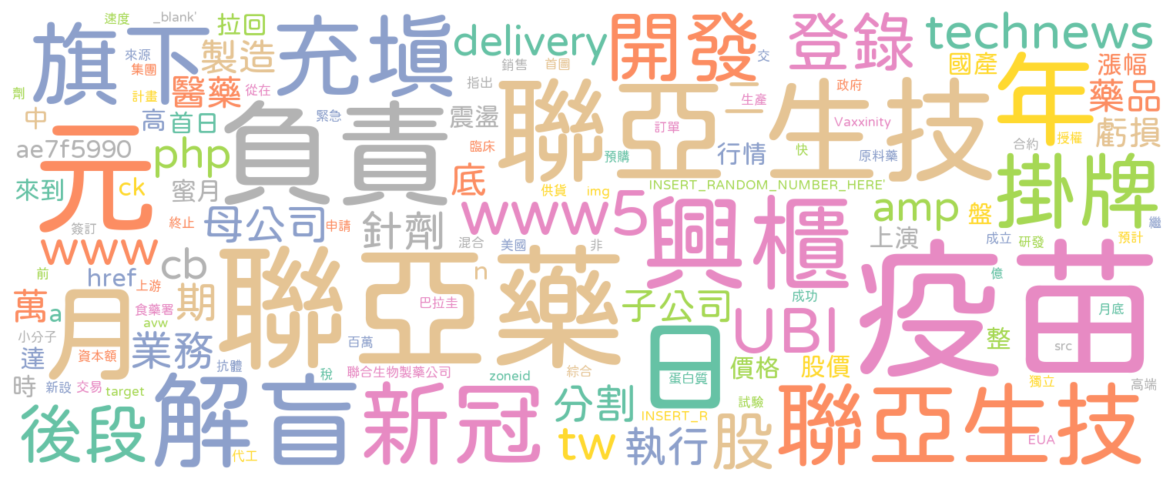 速度 _blank' 拉回 delivery 開發 登錄 technews
旗下 充填 來源 製造 銷售 首圈 交 國產 漲幅
集團 醫藥 從在 指出 聯亞一生技 政府 年 藥品
劑 計畫 緊急 生產
中 高 首日 負責 震盪 訂單 Vaxxinity 虧損
元 ae7f5990 php 臨床 預購 行情 快 原料藥 合約 授權
來到 ck 蜜月 底 供貨 img INSERT_RANDOM_NUMBER_HERE' 掛牌
簽訂 終止 母公司 申請 針劑 www5 興櫃 amp 盤 繼
www 混合 美國 非 上演 成立 研發 預計
前 href 上游 cb 聯亞藥 n 疫苗 億
萬 a 月 食藥署 期 巴拉圭 子公司 成功 月底
小分子 avw 業務 百萬 日 UBI 整 src
達 資本額 抗體
時 新設 交易 target 稅 聯合生物製藥公司 綜合 zoneid 蛋白質 價格 股價 獨立 高端
後段 解盲 新冠 分割 INSERT_R 試驗 聯亞生技
代工 tw 執行 股 EUA